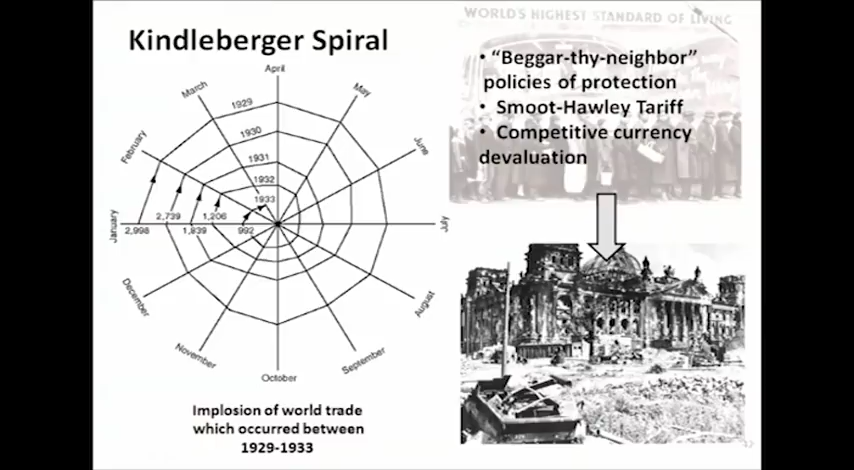 Kindleberger Spiral
WORLD'S HIGHEST STANDARD OF LIVING
• “Beggar-thy-neighbor”
policies of protection
• Smoot-Hawley Tariff
• Competitive currency
devaluation
April
March
May
1929
February
1930
June
1931
1932
1933
January
2,998
2,739
1,839
1,206
992
July
December
August
November
September
October
Implosion of world trade
which occurred between
1929-1933